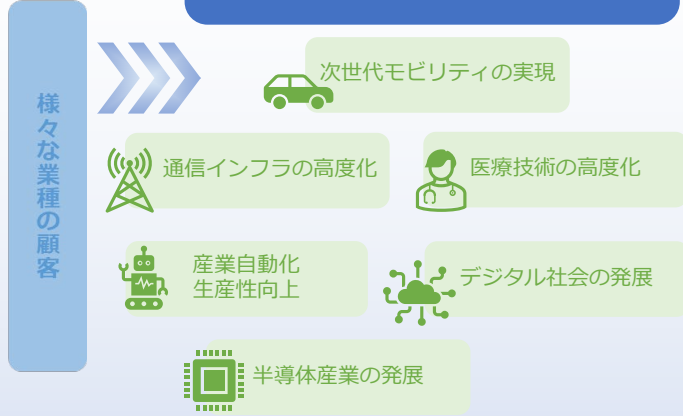 様々な業種の顧客
次世代モビリティの実現
通信インフラの高度化
医療技術の高度化
産業自動化
生産性向上
デジタル社会の発展
半導体産業の発展